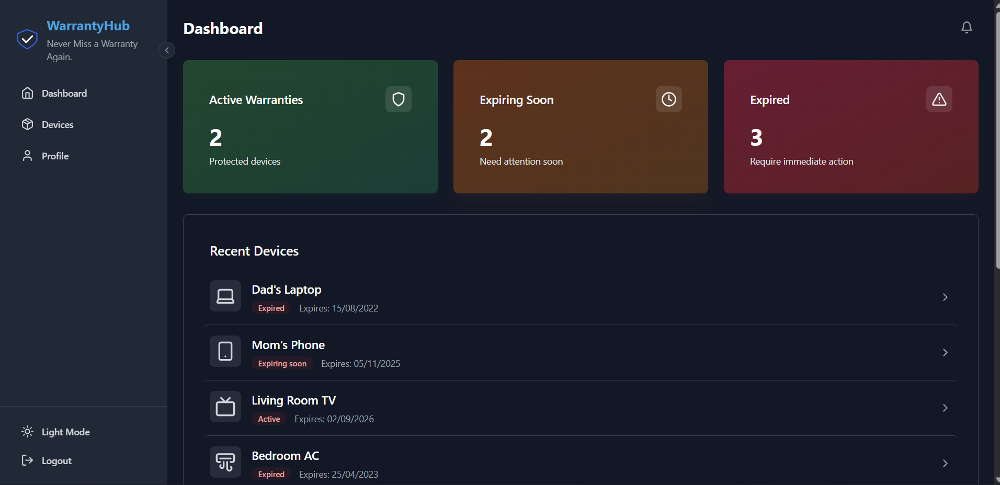 WarrantyHub
Never Miss a Warranty
Again.
Dashboard
Devices
Profile
Light Mode
Logout
Dashboard
Active Warranties
2
Protected devices
Expiring Soon
2
Need attention soon
Expired
3
Require immediate action
Recent Devices
Dad's Laptop
Expired Expires: 15/08/2022
Mom's Phone
Expiring soon Expires: 05/11/2025
Living Room TV
Active Expires: 02/09/2026
Bedroom AC
Expired Expires: 25/04/2023